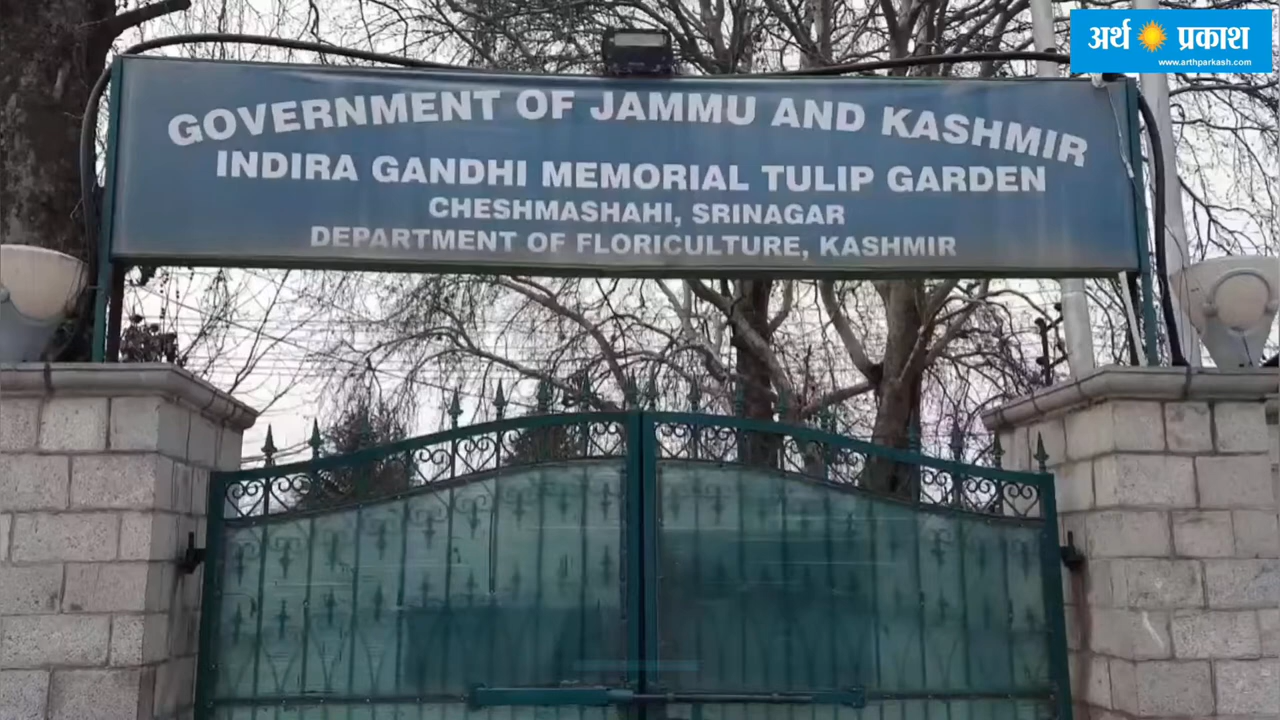 अर्थ प्रकाश
www.arthparkash.com
GOVERNMENT OF JAMMU AND KASHMIR
INDIRA GANDHI MEMORIAL TULIP GARDEN
CHESHMASHAHI, SRINAGAR
DEPARTMENT OF FLORICULTURE, KASHMIR